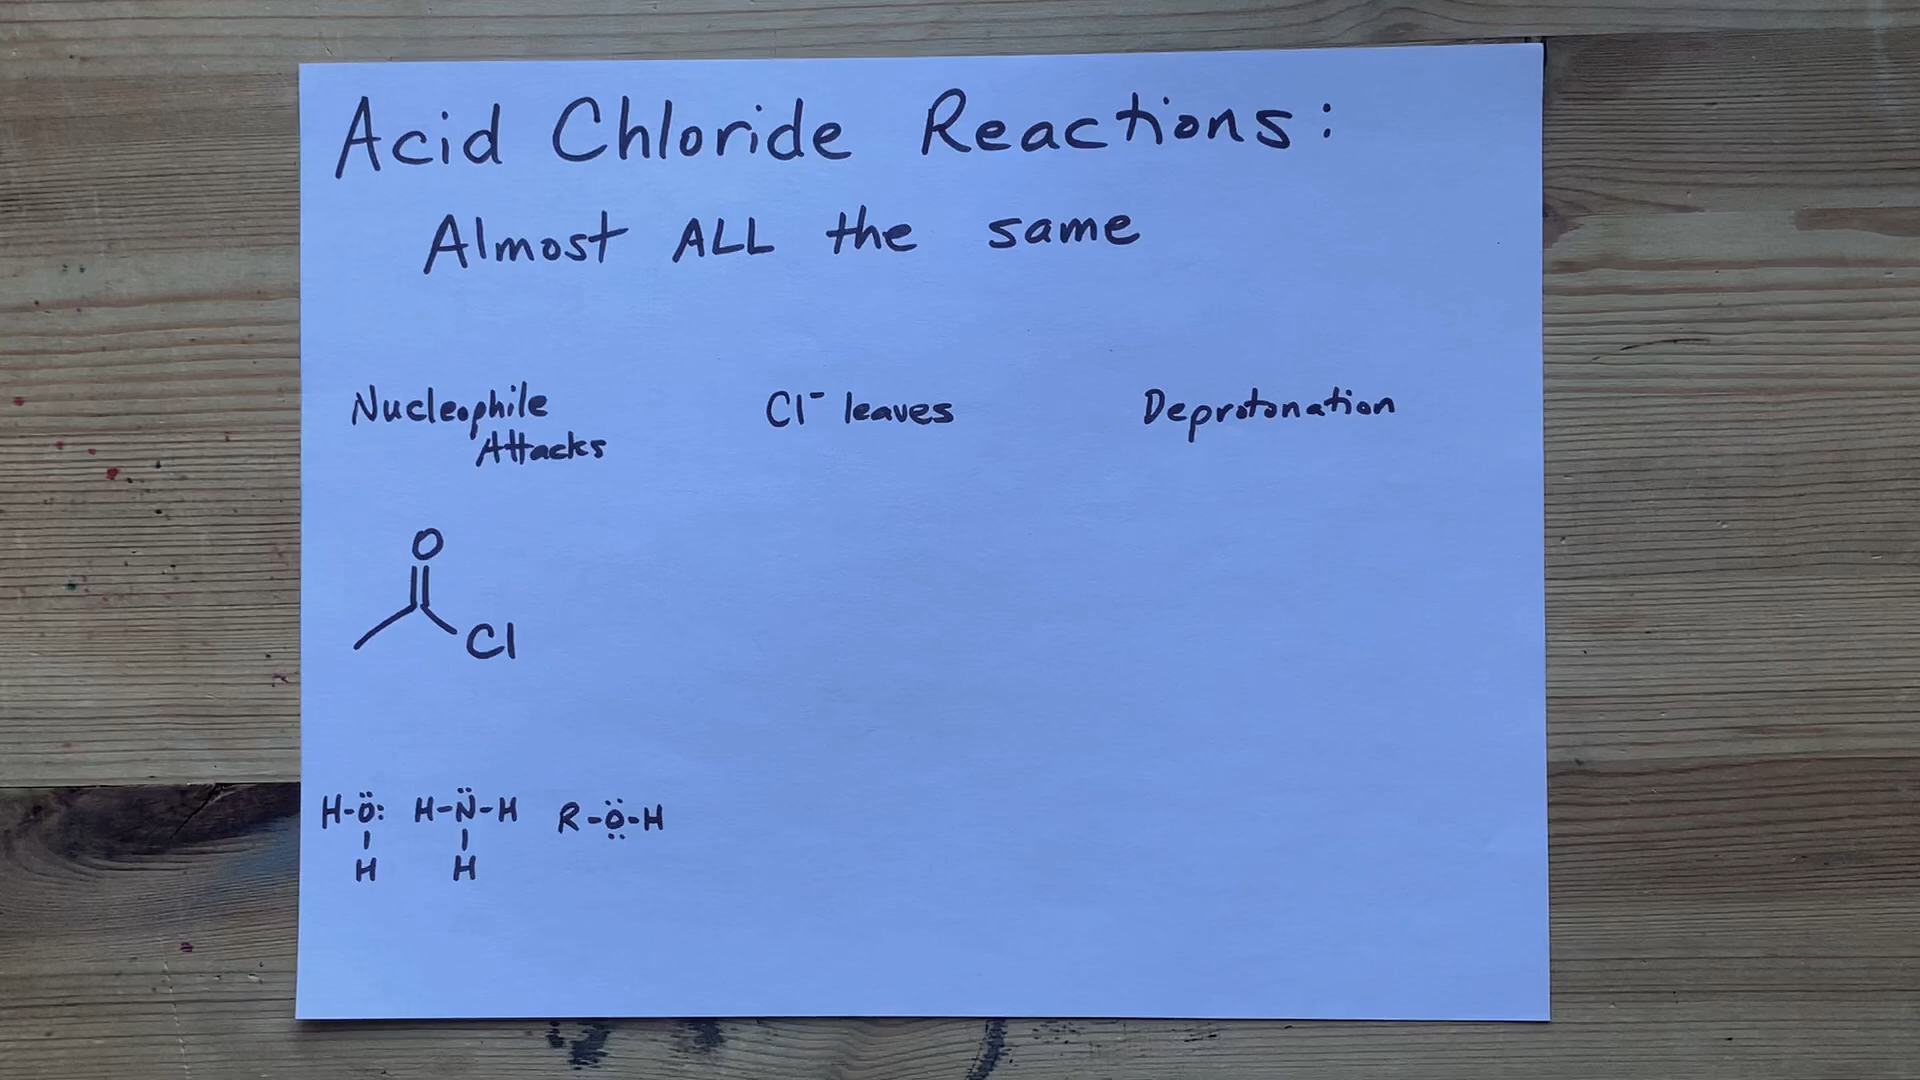 Acid Chloride Reactions:
Almost ALL the same
Nucleophile
Attacks
Cl⁻ leaves
Deprotonation
O
Cl
H-Ö: H-N̈-H R-Ö-H
H H